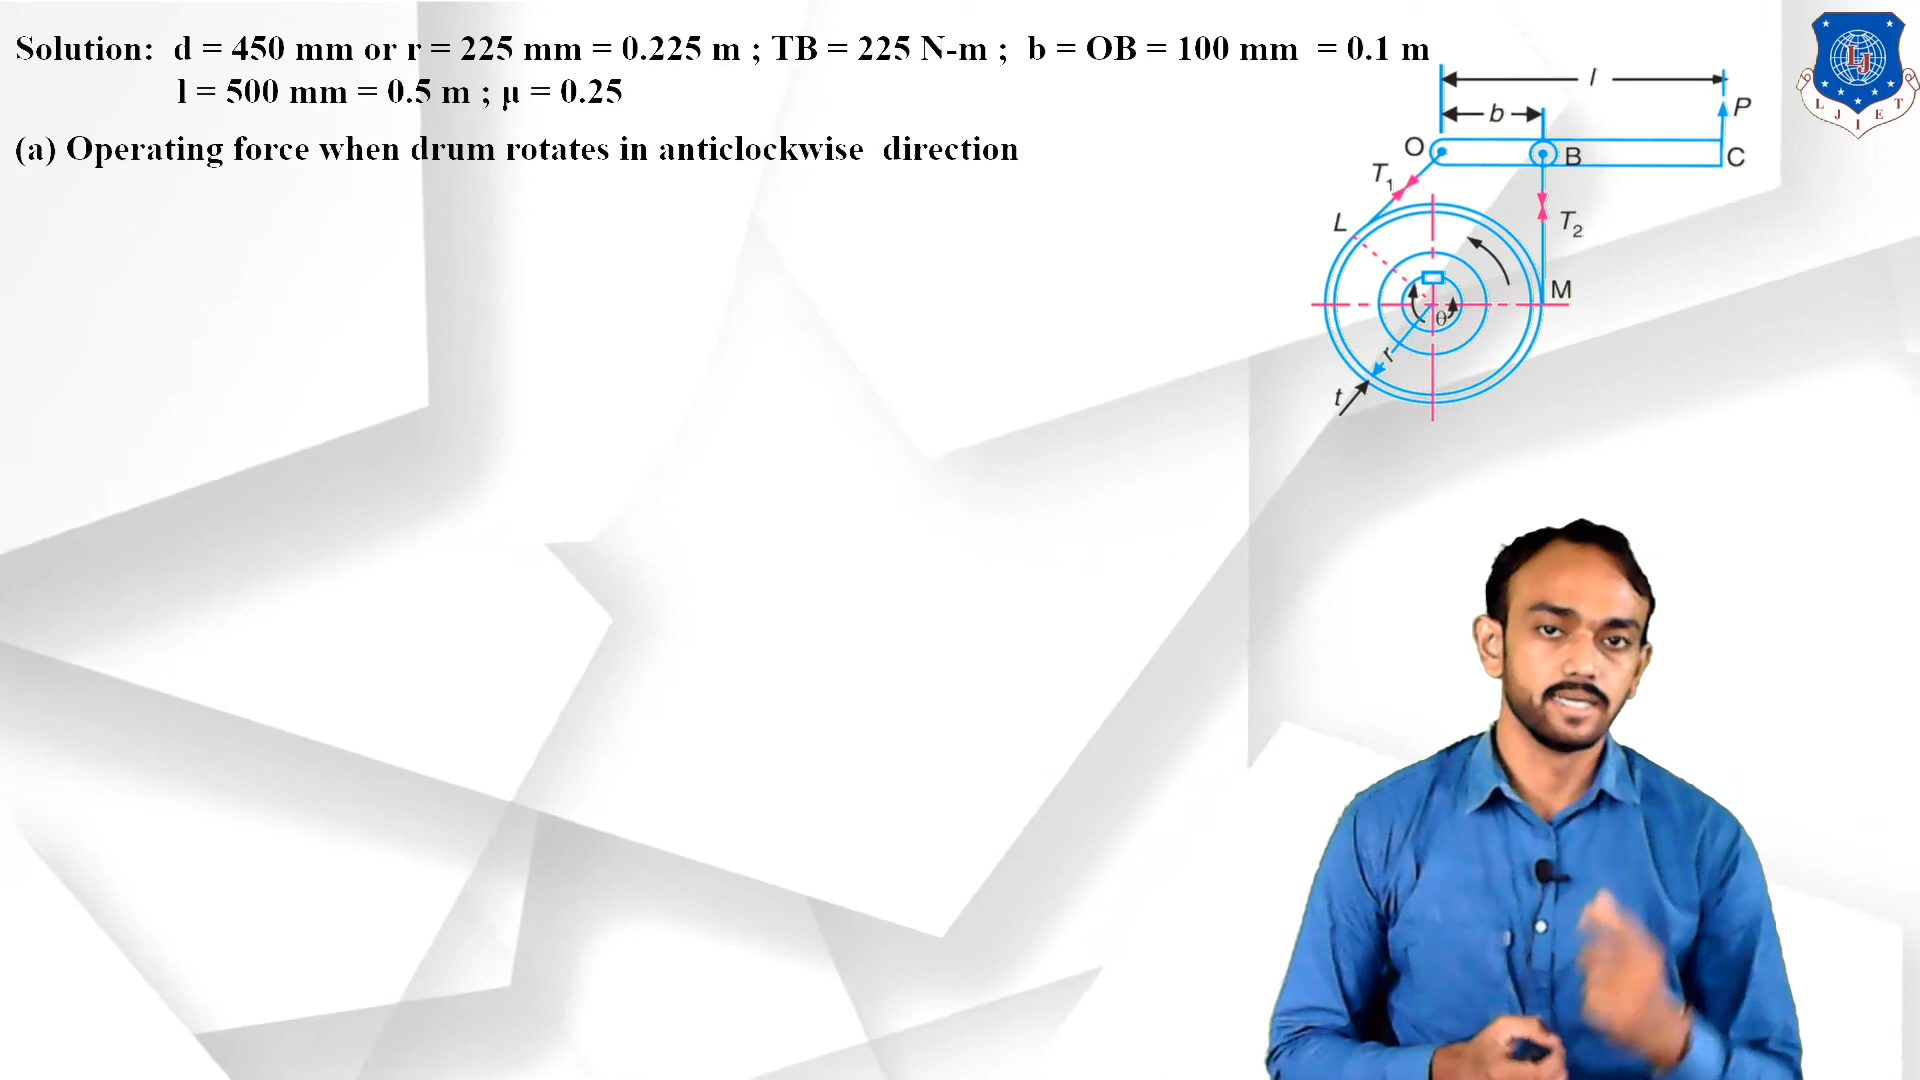 Solution: d = 450 mm or r = 225 mm = 0.225 m ; TB = 225 N-m ; b = OB = 100 mm = 0.1 m
l = 500 mm = 0.5 m ; μ = 0.25
(a) Operating force when drum rotates in anticlockwise direction
l
b
P
O
B
C
T1
L
T2
M
θ
r
t
LJ
L J I E T